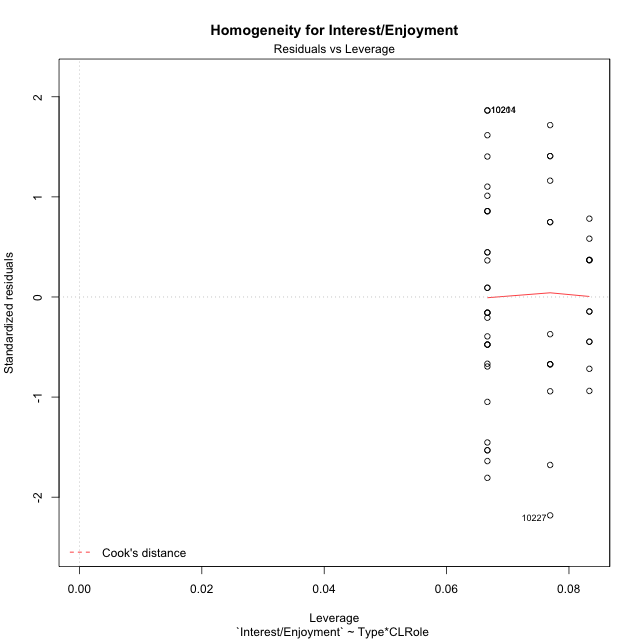 Homogeneity for Interest/Enjoyment
Residuals vs Leverage
2
1
0
-1
-2
Standardized residuals
10227
Cook's distance
0.00 0.02 0.04 0.06 0.08
Leverage
`Interest/Enjoyment` ~ Type*CLRole